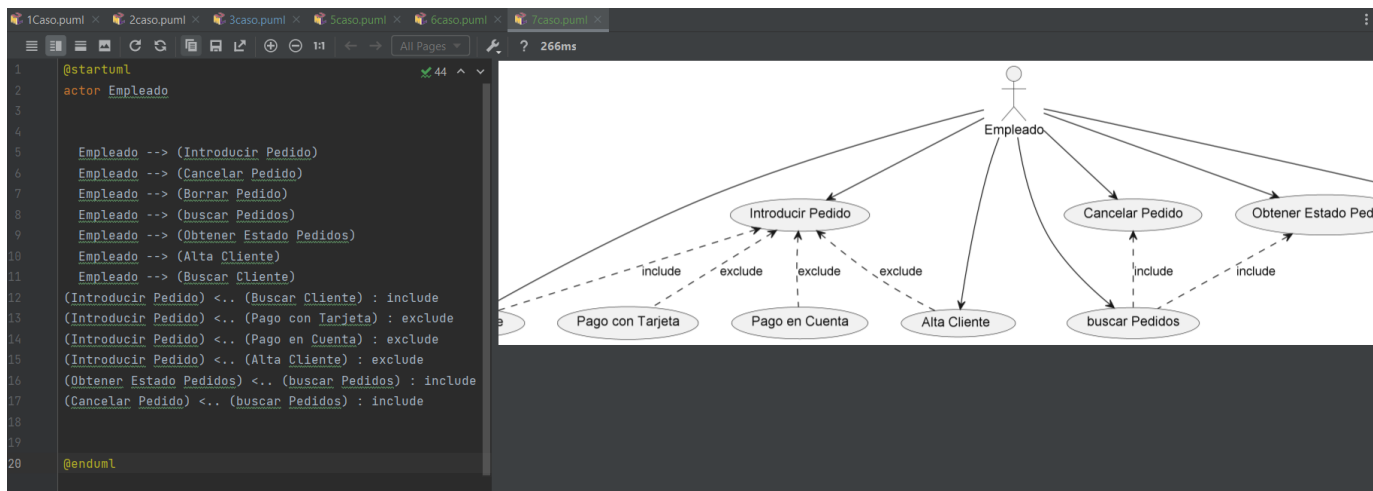 1Caso.puml 2caso.puml 3caso.puml 5caso.puml 6caso.puml 7caso.puml
1:1 All Pages ? 266ms
1 @startuml 44
2 actor Empleado
3
4
5 Empleado --> (Introducir Pedido)
6 Empleado --> (Cancelar Pedido)
7 Empleado --> (Borrar Pedido)
8 Empleado --> (buscar Pedidos)
9 Empleado --> (Obtener Estado Pedidos)
10 Empleado --> (Alta Cliente)
11 Empleado --> (Buscar Cliente)
12 (Introducir Pedido) <.. (Buscar Cliente) : include
13 (Introducir Pedido) <.. (Pago con Tarjeta) : exclude
14 (Introducir Pedido) <.. (Pago en Cuenta) : exclude
15 (Introducir Pedido) <.. (Alta Cliente) : exclude
16 (Obtener Estado Pedidos) <.. (buscar Pedidos) : include
17 (Cancelar Pedido) <.. (buscar Pedidos) : include
18
19
20 @enduml
Empleado
Introducir Pedido Cancelar Pedido Obtener Estado Ped
include exclude exclude exclude include include
e Pago con Tarjeta Pago en Cuenta Alta Cliente buscar Pedidos